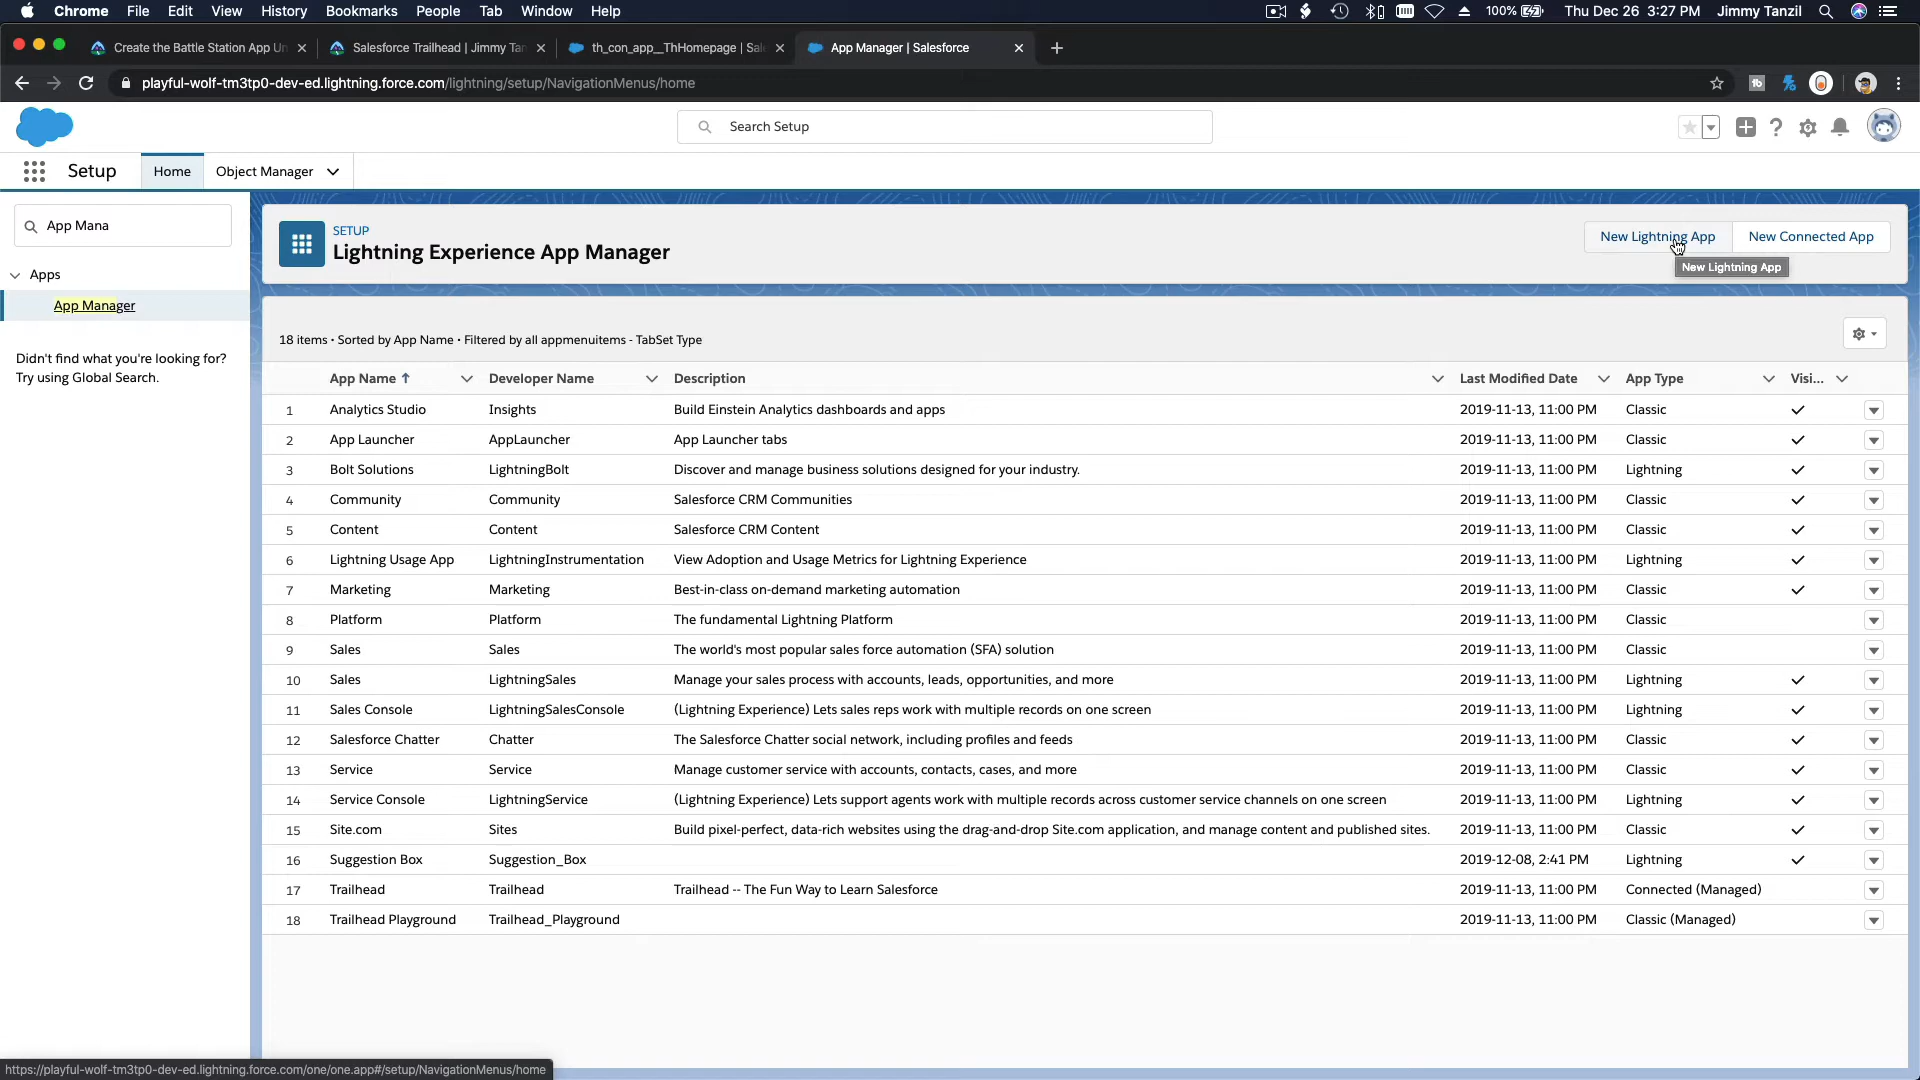 Chrome File Edit View History Bookmarks People Tab Window Help 100% Thu Dec 26 3:27 PM Jimmy Tanzil
Create the Battle Station App Un Salesforce Trailhead | Jimmy Tan th_con_app__ThHomepage | Sal App Manager | Salesforce
playful-wolf-tm3tp0-dev-ed.lightning.force.com/lightning/setup/NavigationMenus/home
Search Setup
Setup Home Object Manager
App Mana
Apps
App Manager
Didn't find what you're looking for?
Try using Global Search.
SETUP
Lightning Experience App Manager
New Lightning App New Connected App
New Lightning App
18 items • Sorted by App Name • Filtered by all appmenuitems - TabSet Type
App Name ↑ Developer Name Description Last Modified Date App Type Visi...
1 Analytics Studio Insights Build Einstein Analytics dashboards and apps 2019-11-13, 11:00 PM Classic
2 App Launcher AppLauncher App Launcher tabs 2019-11-13, 11:00 PM Classic
3 Bolt Solutions LightningBolt Discover and manage business solutions designed for your industry. 2019-11-13, 11:00 PM Lightning
4 Community Community Salesforce CRM Communities 2019-11-13, 11:00 PM Classic
5 Content Content Salesforce CRM Content 2019-11-13, 11:00 PM Classic
6 Lightning Usage App LightningInstrumentation View Adoption and Usage Metrics for Lightning Experience 2019-11-13, 11:00 PM Lightning
7 Marketing Marketing Best-in-class on-demand marketing automation 2019-11-13, 11:00 PM Classic
8 Platform Platform The fundamental Lightning Platform 2019-11-13, 11:00 PM Classic
9 Sales Sales The world's most popular sales force automation (SFA) solution 2019-11-13, 11:00 PM Classic
10 Sales LightningSales Manage your sales process with accounts, leads, opportunities, and more 2019-11-13, 11:00 PM Lightning
11 Sales Console LightningSalesConsole (Lightning Experience) Lets sales reps work with multiple records on one screen 2019-11-13, 11:00 PM Lightning
12 Salesforce Chatter Chatter The Salesforce Chatter social network, including profiles and feeds 2019-11-13, 11:00 PM Classic
13 Service Service Manage customer service with accounts, contacts, cases, and more 2019-11-13, 11:00 PM Classic
14 Service Console LightningService (Lightning Experience) Lets support agents work with multiple records across customer service channels on one screen 2019-11-13, 11:00 PM Lightning
15 Site.com Sites Build pixel-perfect, data-rich websites using the drag-and-drop Site.com application, and manage content and published sites. 2019-11-13, 11:00 PM Classic
16 Suggestion Box Suggestion_Box 2019-12-08, 2:41 PM Lightning
17 Trailhead Trailhead Trailhead -- The Fun Way to Learn Salesforce 2019-11-13, 11:00 PM Connected (Managed)
18 Trailhead Playground Trailhead_Playground 2019-11-13, 11:00 PM Classic (Managed)
https://playful-wolf-tm3tp0-dev-ed.lightning.force.com/one/one.app#/setup/NavigationMenus/home